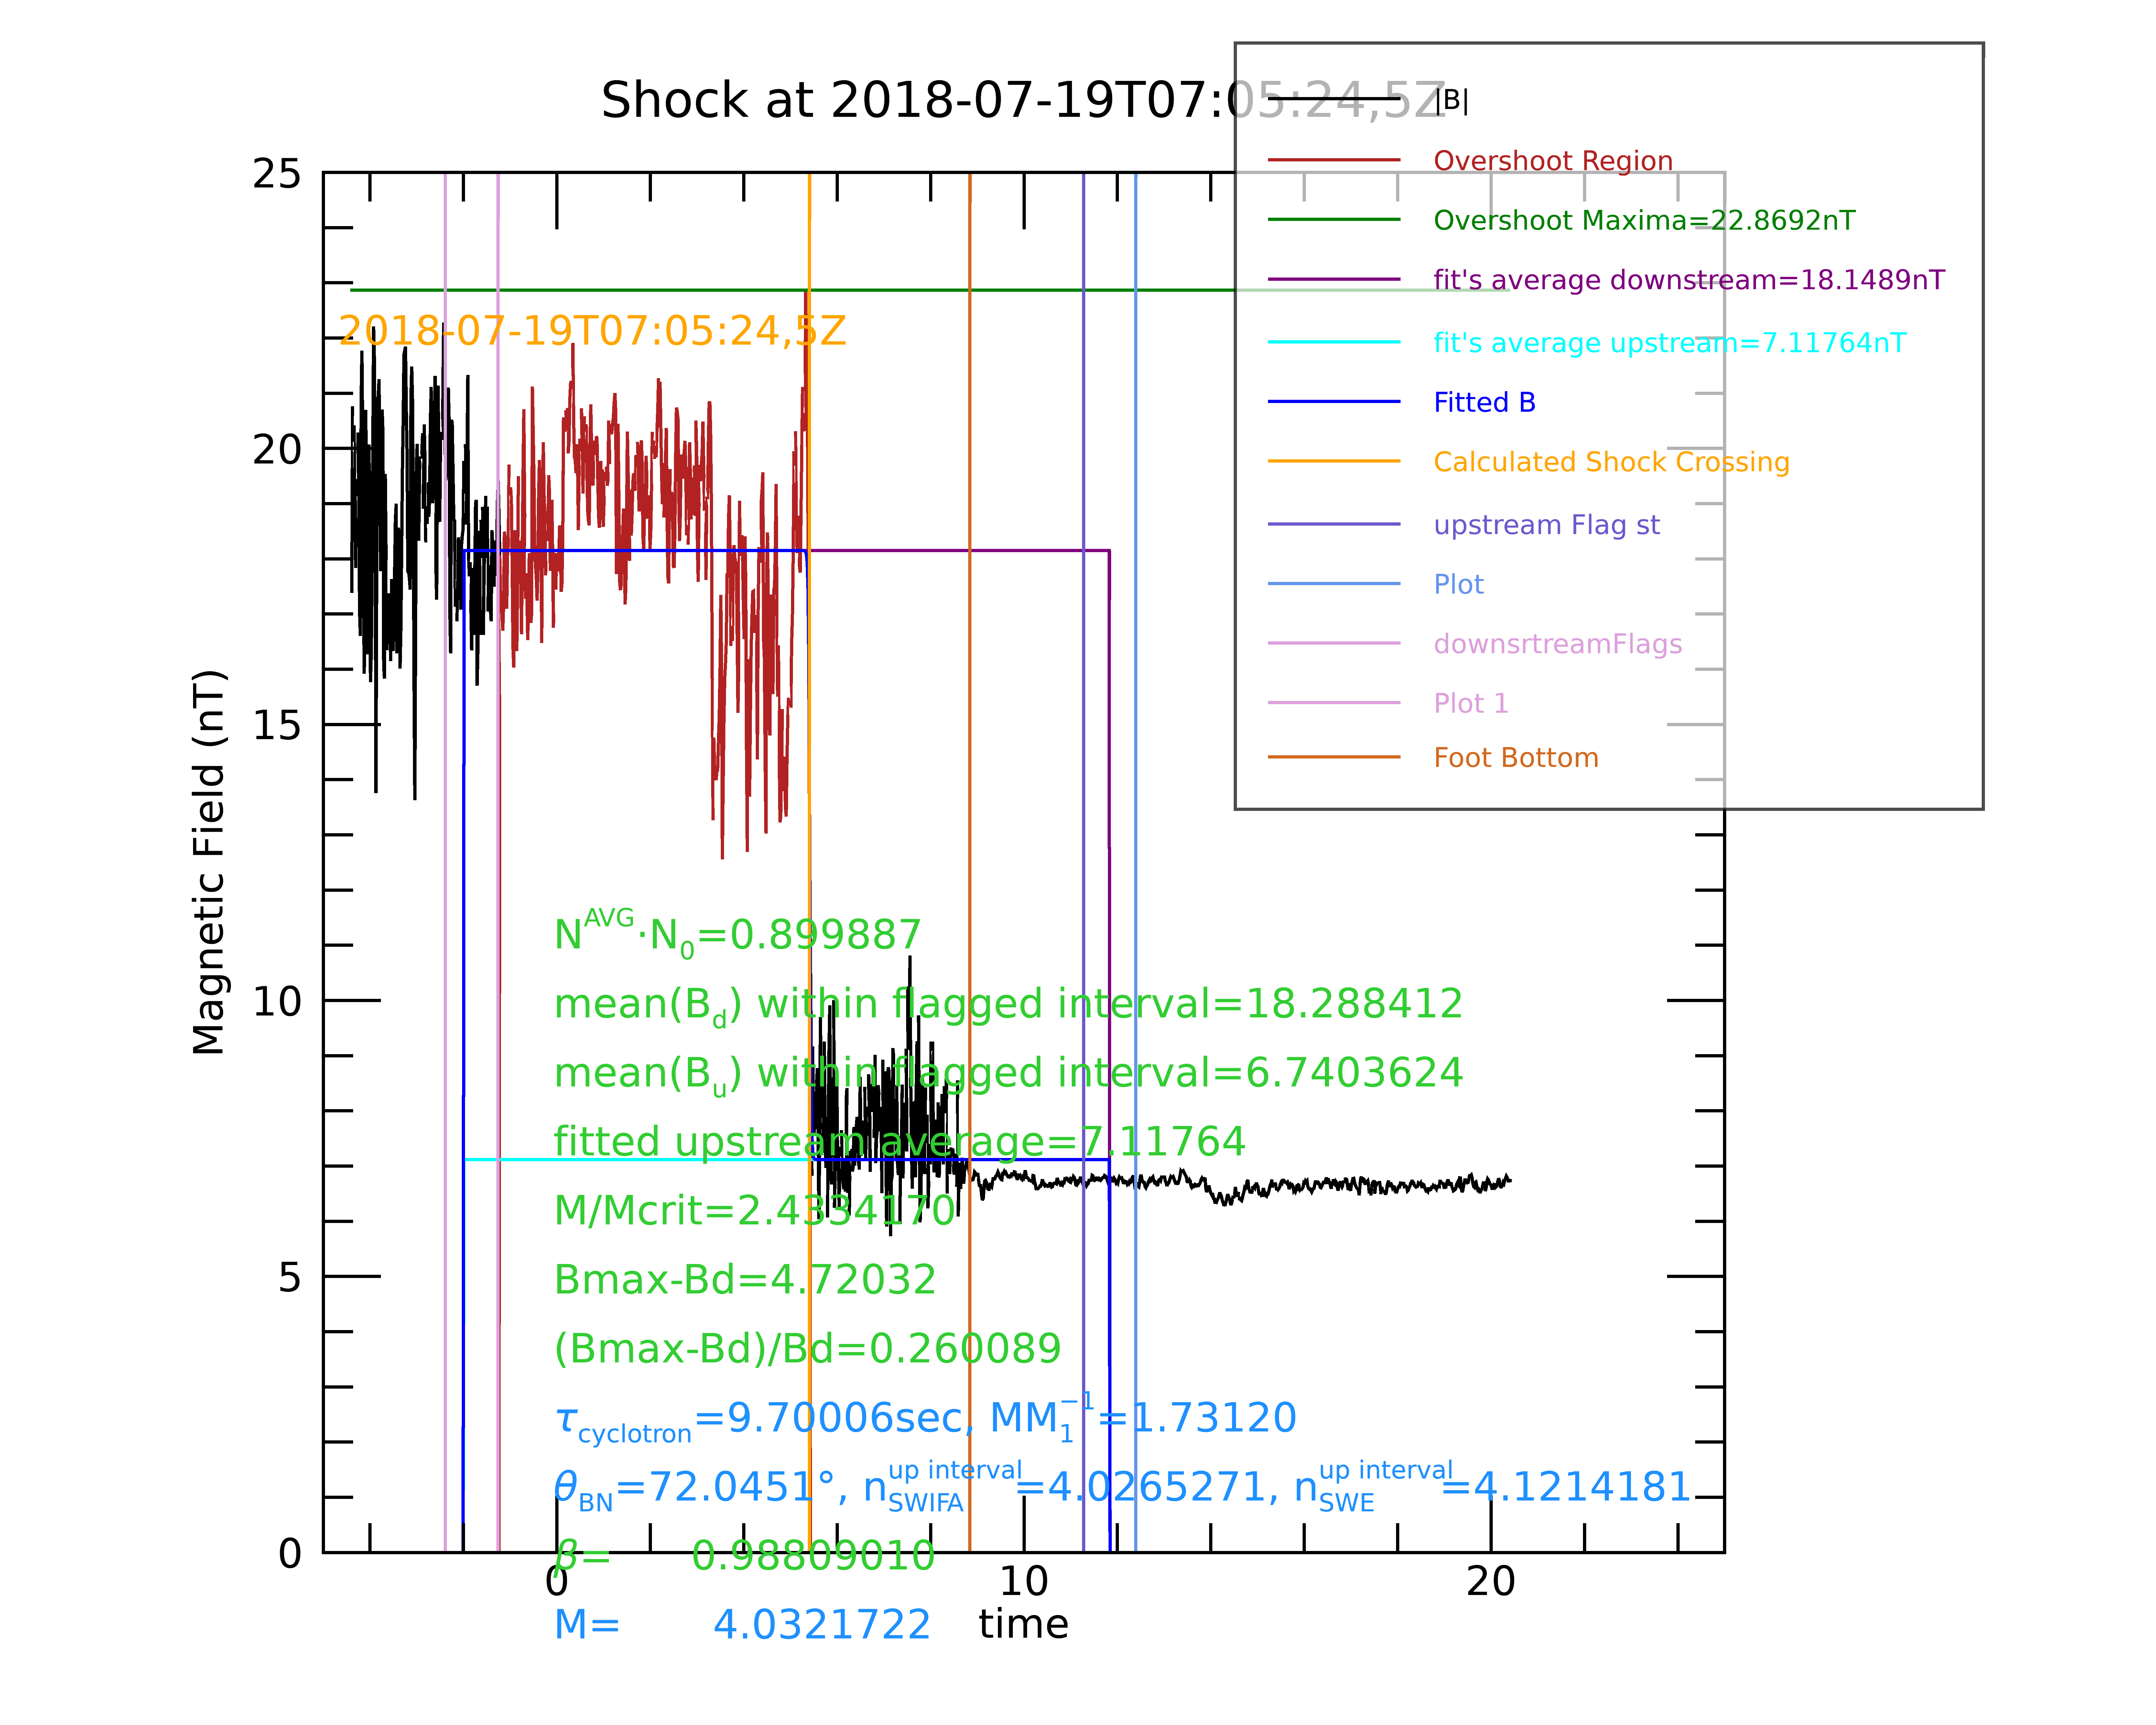 Shock at 2018-07-19T07:05:24,5Z
|B|
Overshoot Region
Overshoot Maxima=22.8692nT
fit's average downstream=18.1489nT
fit's average upstream=7.11764nT
Fitted B
Calculated Shock Crossing
upstream Flag st
Plot
downsrtreamFlags
Plot 1
Foot Bottom
2018-07-19T07:05:24,5Z
25
20
15
10
5
0
Magnetic Field (nT)
N^AVG·N_0=0.899887
mean(B_d) within flagged interval=18.288412
mean(B_u) within flagged interval=6.7403624
fitted upstream average=7.11764
M/Mcrit=2.4334170
Bmax-Bd=4.72032
(Bmax-Bd)/Bd=0.260089
τ_cyclotron=9.70006sec, MM_1^−1=1.73120
θ_BN=72.0451°, n_SWIFA^up interval=4.0265271, n_SWE^up interval=4.1214181
β= 0.98809010
M= 4.0321722
0 10 20
time